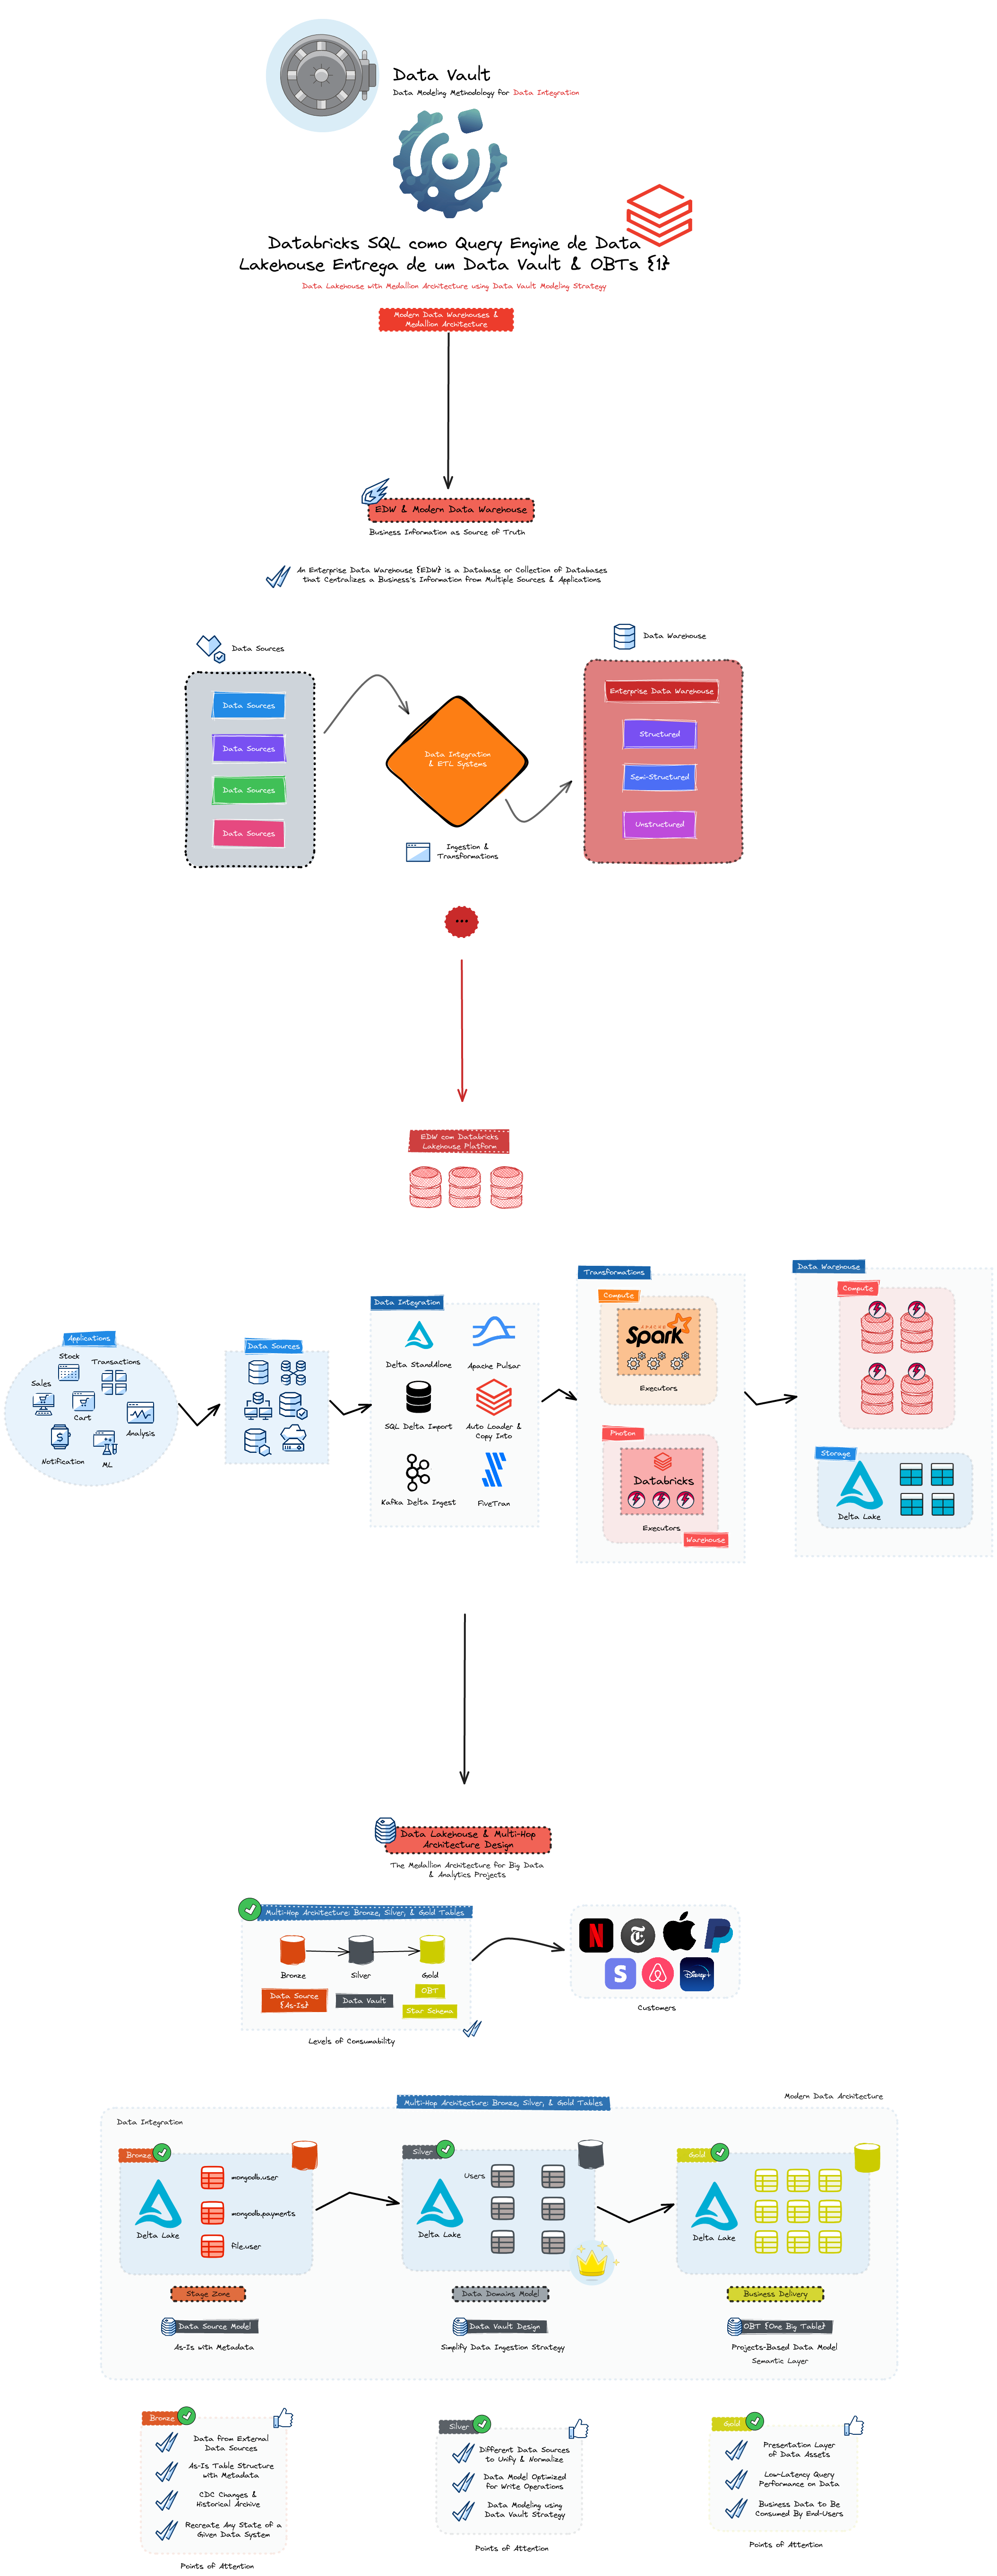 Data Vault
Data Modeling Methodology for Data Integration
Databricks SQL como Query Engine de Data
Lakehouse Entrega de um Data Vault & OBTs {1}
Data Lakehouse with Medallion Architecture using Data Vault Modeling Strategy
Modern Data Warehouses &
Medallion Architecture
EDW & Modern Data Warehouse
Business Information as Source of Truth
An Enterprise Data Warehouse {EDW} is a Database or Collection of Databases
that Centralizes a Business's Information from Multiple Sources & Applications
Data Sources
Data Sources
Data Sources
Data Sources
Data Sources
Data Integration
& ETL Systems
Ingestion &
Transformations
Data Warehouse
Enterprise Data Warehouse
Structured
Semi-Structured
Unstructured
...
EDW com Databricks
Lakehouse Platform
Applications
Stock
Transactions
Sales
Cart
Analysis
Notification
ML
Data Sources
Data Integration
Delta StandAlone
Apache Pulsar
SQL Delta Import
Auto Loader &
Copy Into
Kafka Delta Ingest
FiveTran
Transformations
Compute
APACHE
Spark
Executors
Photon
Databricks
Executors
Warehouse
Data Warehouse
Compute
Storage
Delta Lake
Data Lakehouse & Multi-Hop
Architecture Design
The Medallion Architecture for Big Data
& Analytics Projects
Multi-Hop Architecture: Bronze, Silver, & Gold Tables
Bronze
Silver
Gold
Data Source
{As-Is}
Data Vault
OBT
Star Schema
Levels of Consumability
N
T
S
Disney+
Customers
Multi-Hop Architecture: Bronze, Silver, & Gold Tables
Modern Data Architecture
Data Integration
Bronze
Delta Lake
mongodb.user
mongodb.payments
file.user
Stage Zone
Data Source Model
As-Is with Metadata
Silver
Delta Lake
Users
Data Domains Model
Data Vault Design
Simplify Data Ingestion Strategy
Gold
Delta Lake
Business Delivery
OBT {One Big Table}
Projects-Based Data Model
Semantic Layer
Bronze
Data from External
Data Sources
As-Is Table Structure
with Metadata
CDC Changes &
Historical Archive
Recreate Any State of a
Given Data System
Points of Attention
Silver
Different Data Sources
to Unify & Normalize
Data Model Optimized
for Write Operations
Data Modeling using
Data Vault Strategy
Points of Attention
Gold
Presentation Layer
of Data Assets
Low-Latency Query
Performance on Data
Business Data to Be
Consumed By End-Users
Points of Attention